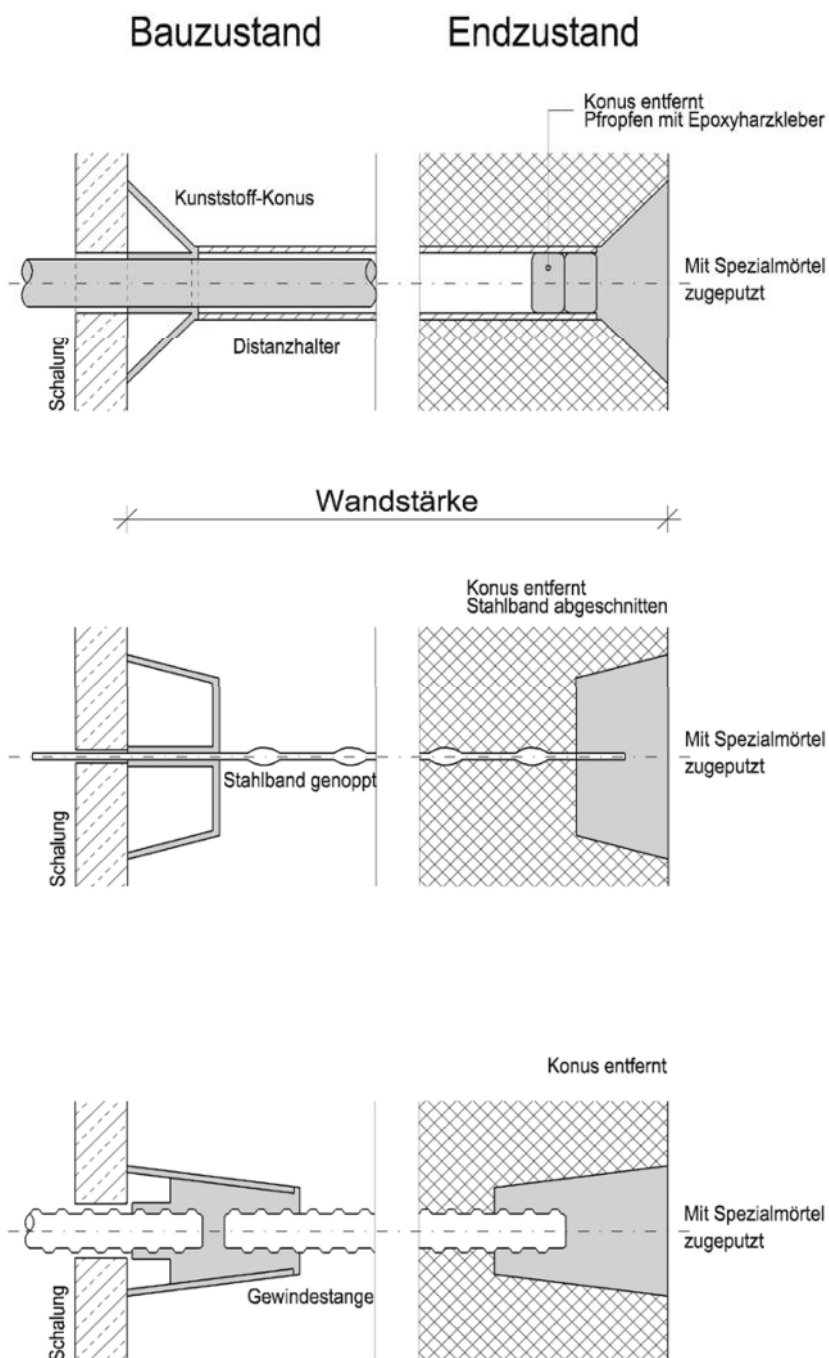 Bauzustand
Endzustand
Konus entfernt
Pfropfen mit Epoxyharzkleber
Kunststoff-Konus
Mit Spezialmörtel
zugeputzt
Distanzhalter
Schalung
Wandstärke
Konus entfernt
Stahlband abgeschnitten
Mit Spezialmörtel
zugeputzt
Stahlband genoppt
Schalung
Konus entfernt
Mit Spezialmörtel
zugeputzt
Gewindestange
Schalung